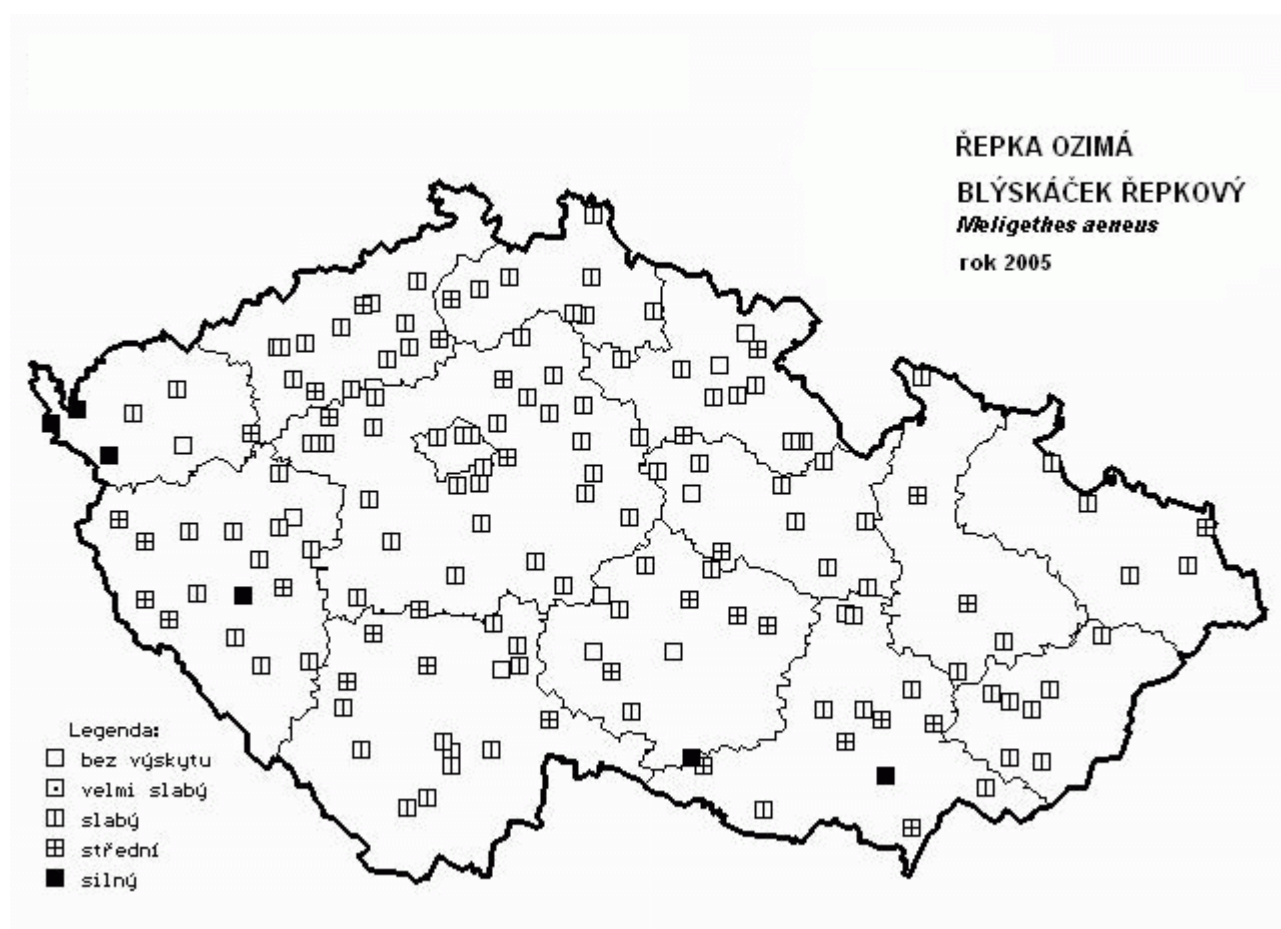 ŘEPKA OZIMÁ
BLÝSKÁČEK ŘEPKOVÝ
Meligethes aeneus
rok 2005
Legenda:
bez výskytu
velmi slabý
slabý
střední
silný